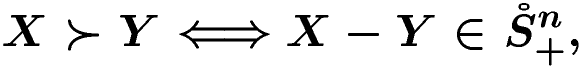 X ≻ Y ⟺ X − Y ∈ S̊ⁿ₊,